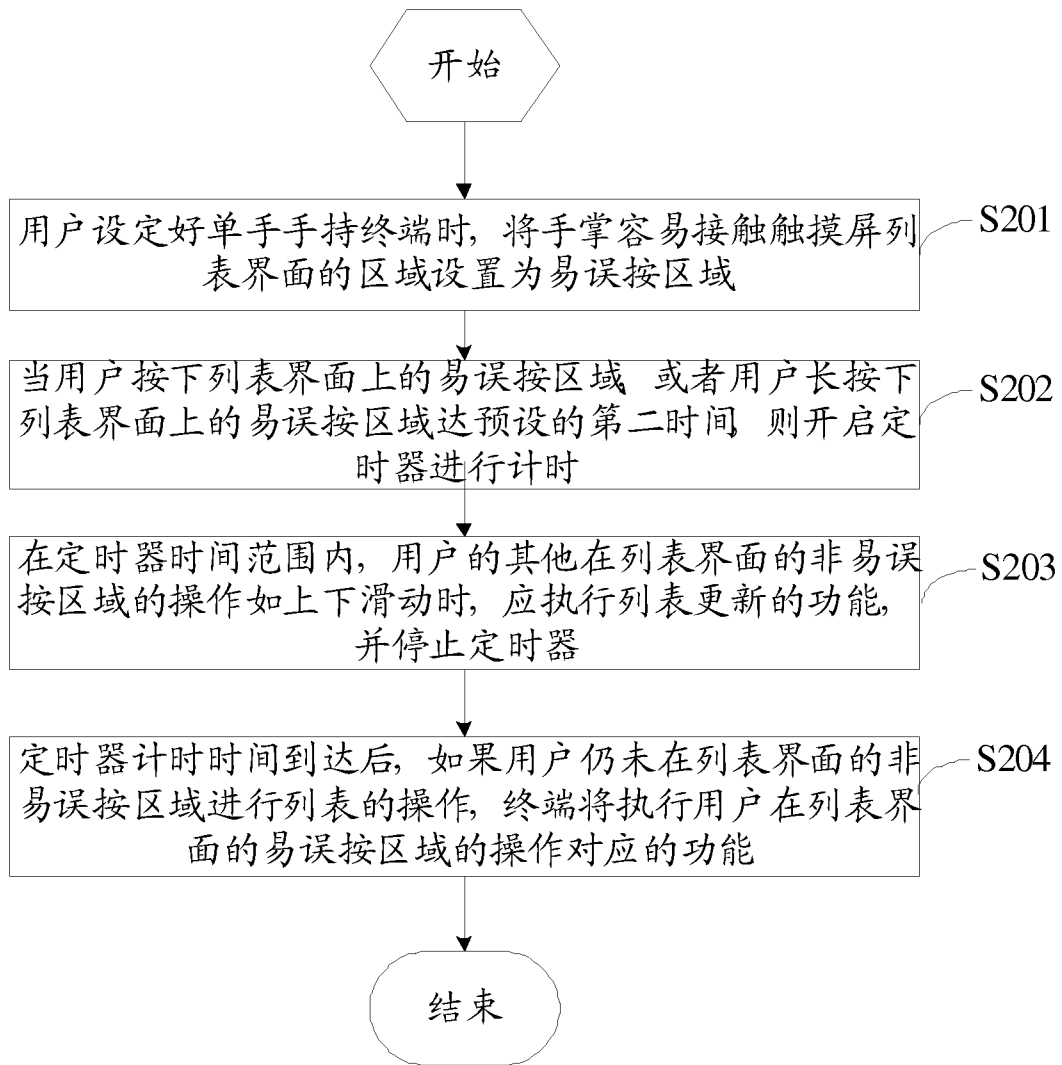 开始
用户设定好单手手持终端时，将手掌容易接触触摸屏列
表界面的区域设置为易误按区域
S201
当用户按下列表界面上的易误按区域，或者用户长按下
列表界面上的易误按区域达预设的第二时间，则开启定
时器进行计时
S202
在定时器时间范围内，用户的其他在列表界面的非易误
按区域的操作如上下滑动时，应执行列表更新的功能，
并停止定时器
S203
定时器计时时间到达后，如果用户仍未在列表界面的非
易误按区域进行列表的操作，终端将执行用户在列表界
面的易误按区域的操作对应的功能
S204
结束